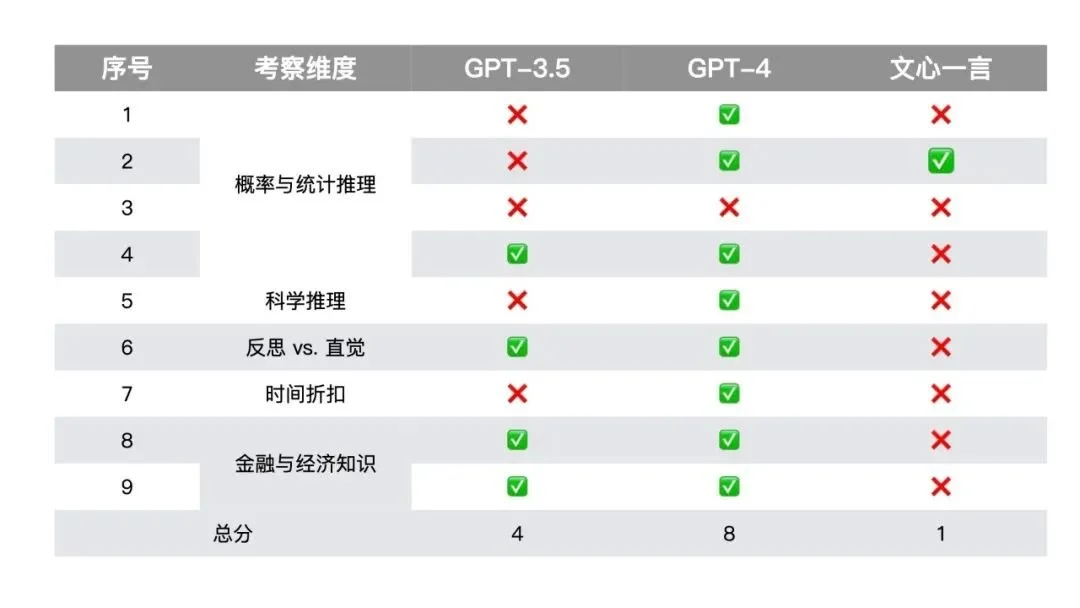 序号 考察维度 GPT-3.5 GPT-4 文心一言
1 ❌ ✅ ❌
2 ❌ ✅ ✅
概率与统计推理
3 ❌ ❌ ❌
4 ✅ ✅ ❌
5 科学推理 ❌ ✅ ❌
6 反思 vs. 直觉 ✅ ✅ ❌
7 时间折扣 ❌ ✅ ❌
8 ✅ ✅ ❌
金融与经济知识
9 ✅ ✅ ❌
总分 4 8 1